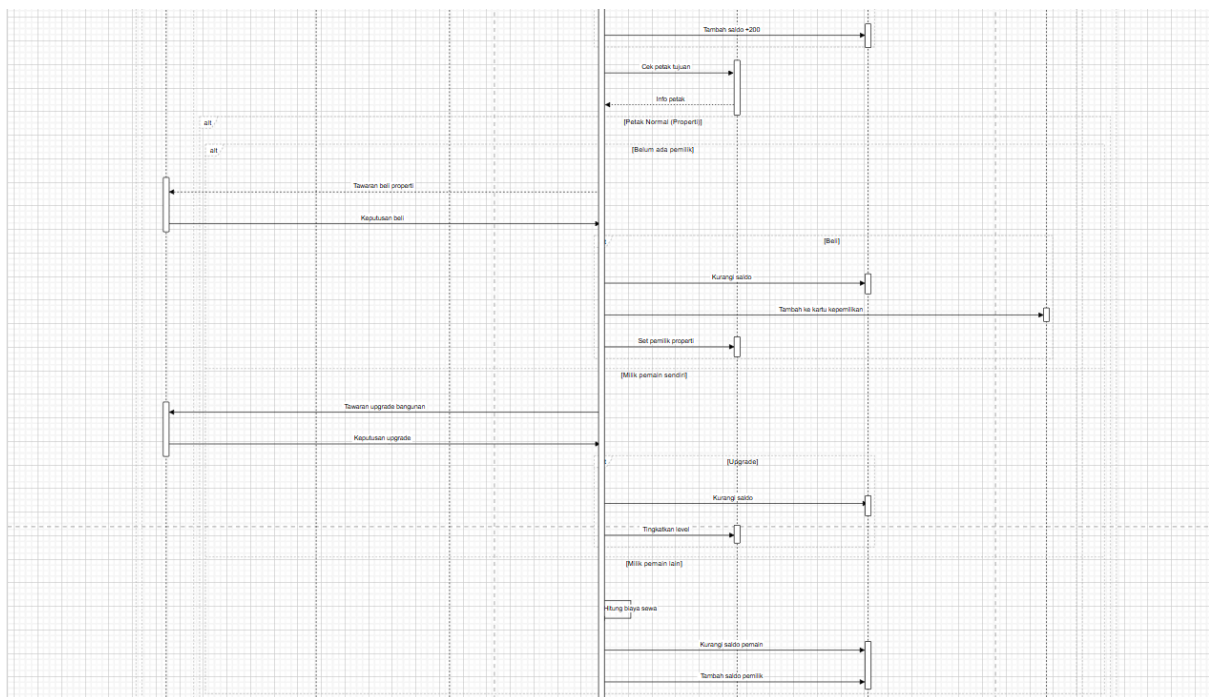 Tambah saldo +200
Cek petak tujuan
Info petak
alt
[Petak Normal (Properti)]
alt
[Belum ada pemilik]
Tawaran beli properti
Keputusan beli
[Beli]
Kurangi saldo
Tambah ke kartu kepemilikan
Set pemilik properti
[Milik pemain sendiri]
Tawaran upgrade bangunan
Keputusan upgrade
[Upgrade]
Kurangi saldo
Tingkatkan level
[Milik pemain lain]
Hitung biaya sewa
Kurangi saldo pemain
Tambah saldo pemilik